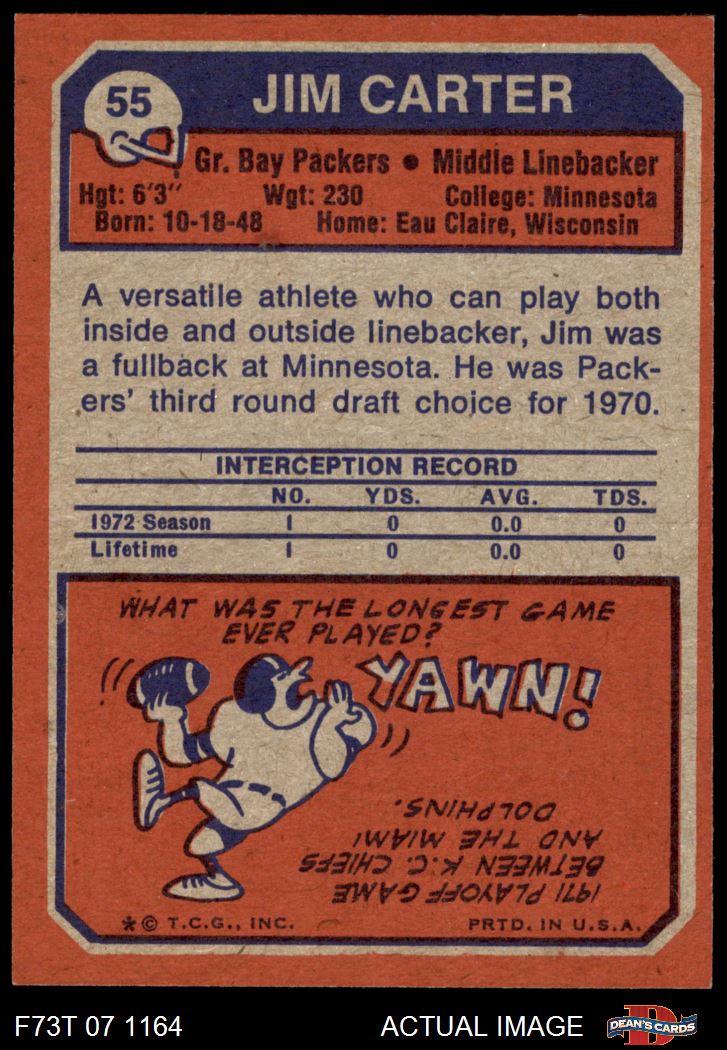 55
JIM CARTER
Gr. Bay Packers • Middle Linebacker
Hgt: 6'3" Wgt: 230 College: Minnesota
Born: 10-18-48 Home: Eau Claire, Wisconsin
A versatile athlete who can play both
inside and outside linebacker, Jim was
a fullback at Minnesota. He was Pack-
ers' third round draft choice for 1970.
INTERCEPTION RECORD
NO. YDS. AVG. TDS.
1972 Season 1 0 0.0 0
Lifetime 1 0 0.0 0
WHAT WAS THE LONGEST GAME
EVER PLAYED?
YAWN!
1971 PLAYOFF GAME
BETWEEN K.C. CHIEFS
AND THE MIAMI
DOLPHINS.
* © T.C.G., INC. PRTD. IN U.S.A.
F73T 07 1164 ACTUAL IMAGE
D
DEAN'S CARDS